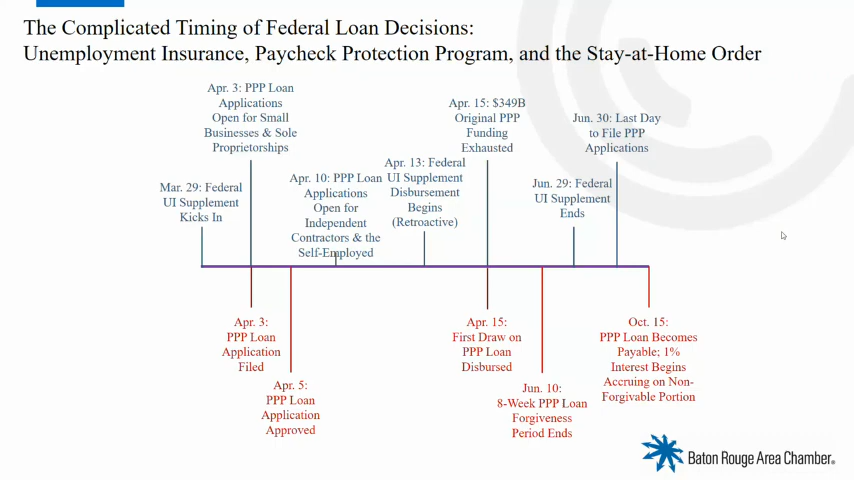 The Complicated Timing of Federal Loan Decisions:
Unemployment Insurance, Paycheck Protection Program, and the Stay-at-Home Order
Mar. 29: Federal
UI Supplement
Kicks In
Apr. 3: PPP Loan
Applications
Open for Small
Businesses & Sole
Proprietorships
Apr. 10: PPP Loan
Applications
Open for
Independent
Contractors & the
Self-Employed
Apr. 13: Federal
UI Supplement
Disbursement
Begins
(Retroactive)
Apr. 15: $349B
Original PPP
Funding
Exhausted
Jun. 29: Federal
UI Supplement
Ends
Jun. 30: Last Day
to File PPP
Applications
Apr. 3:
PPP Loan
Application
Filed
Apr. 5:
PPP Loan
Application
Approved
Apr. 15:
First Draw on
PPP Loan
Disbursed
Jun. 10:
8-Week PPP Loan
Forgiveness
Period Ends
Oct. 15:
PPP Loan Becomes
Payable; 1%
Interest Begins
Accruing on Non-
Forgivable Portion
Baton Rouge Area Chamber.